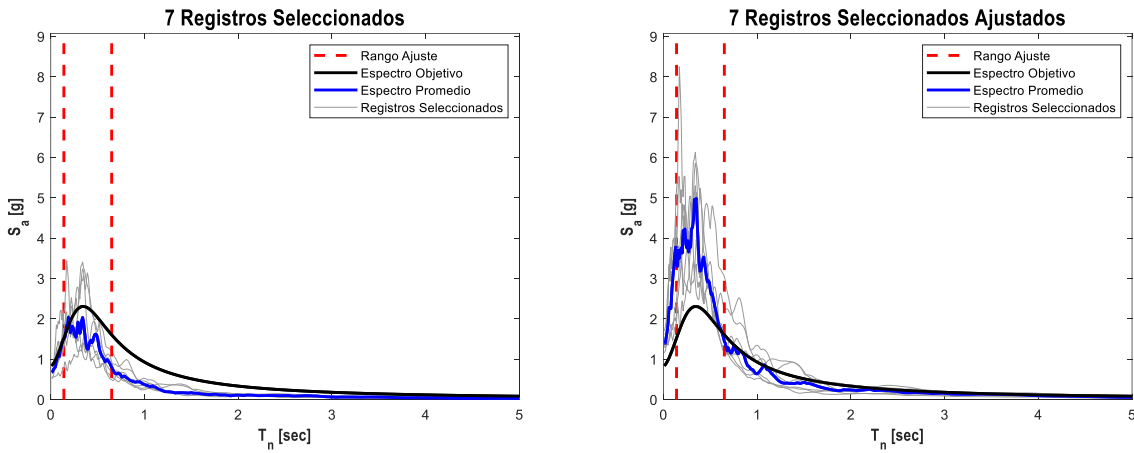 7 Registros Seleccionados
9
8
7
6
5
4
3
2
1
0
S a [g]
0 1 2 3 4 5
T n [sec]
Rango Ajuste
Espectro Objetivo
Espectro Promedio
Registros Seleccionados
7 Registros Seleccionados Ajustados
9
8
7
6
5
4
3
2
1
0
S a [g]
0 1 2 3 4 5
T n [sec]
Rango Ajuste
Espectro Objetivo
Espectro Promedio
Registros Seleccionados